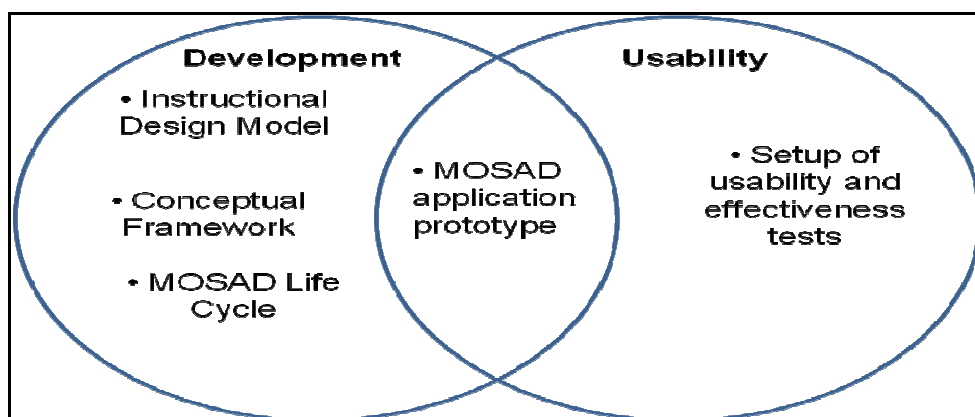 Development
• Instructional
Design Model
• Conceptual
Framework
• MOSAD Life
Cycle
• MOSAD
application
prototype
Usability
• Setup of
usability and
effectiveness
tests